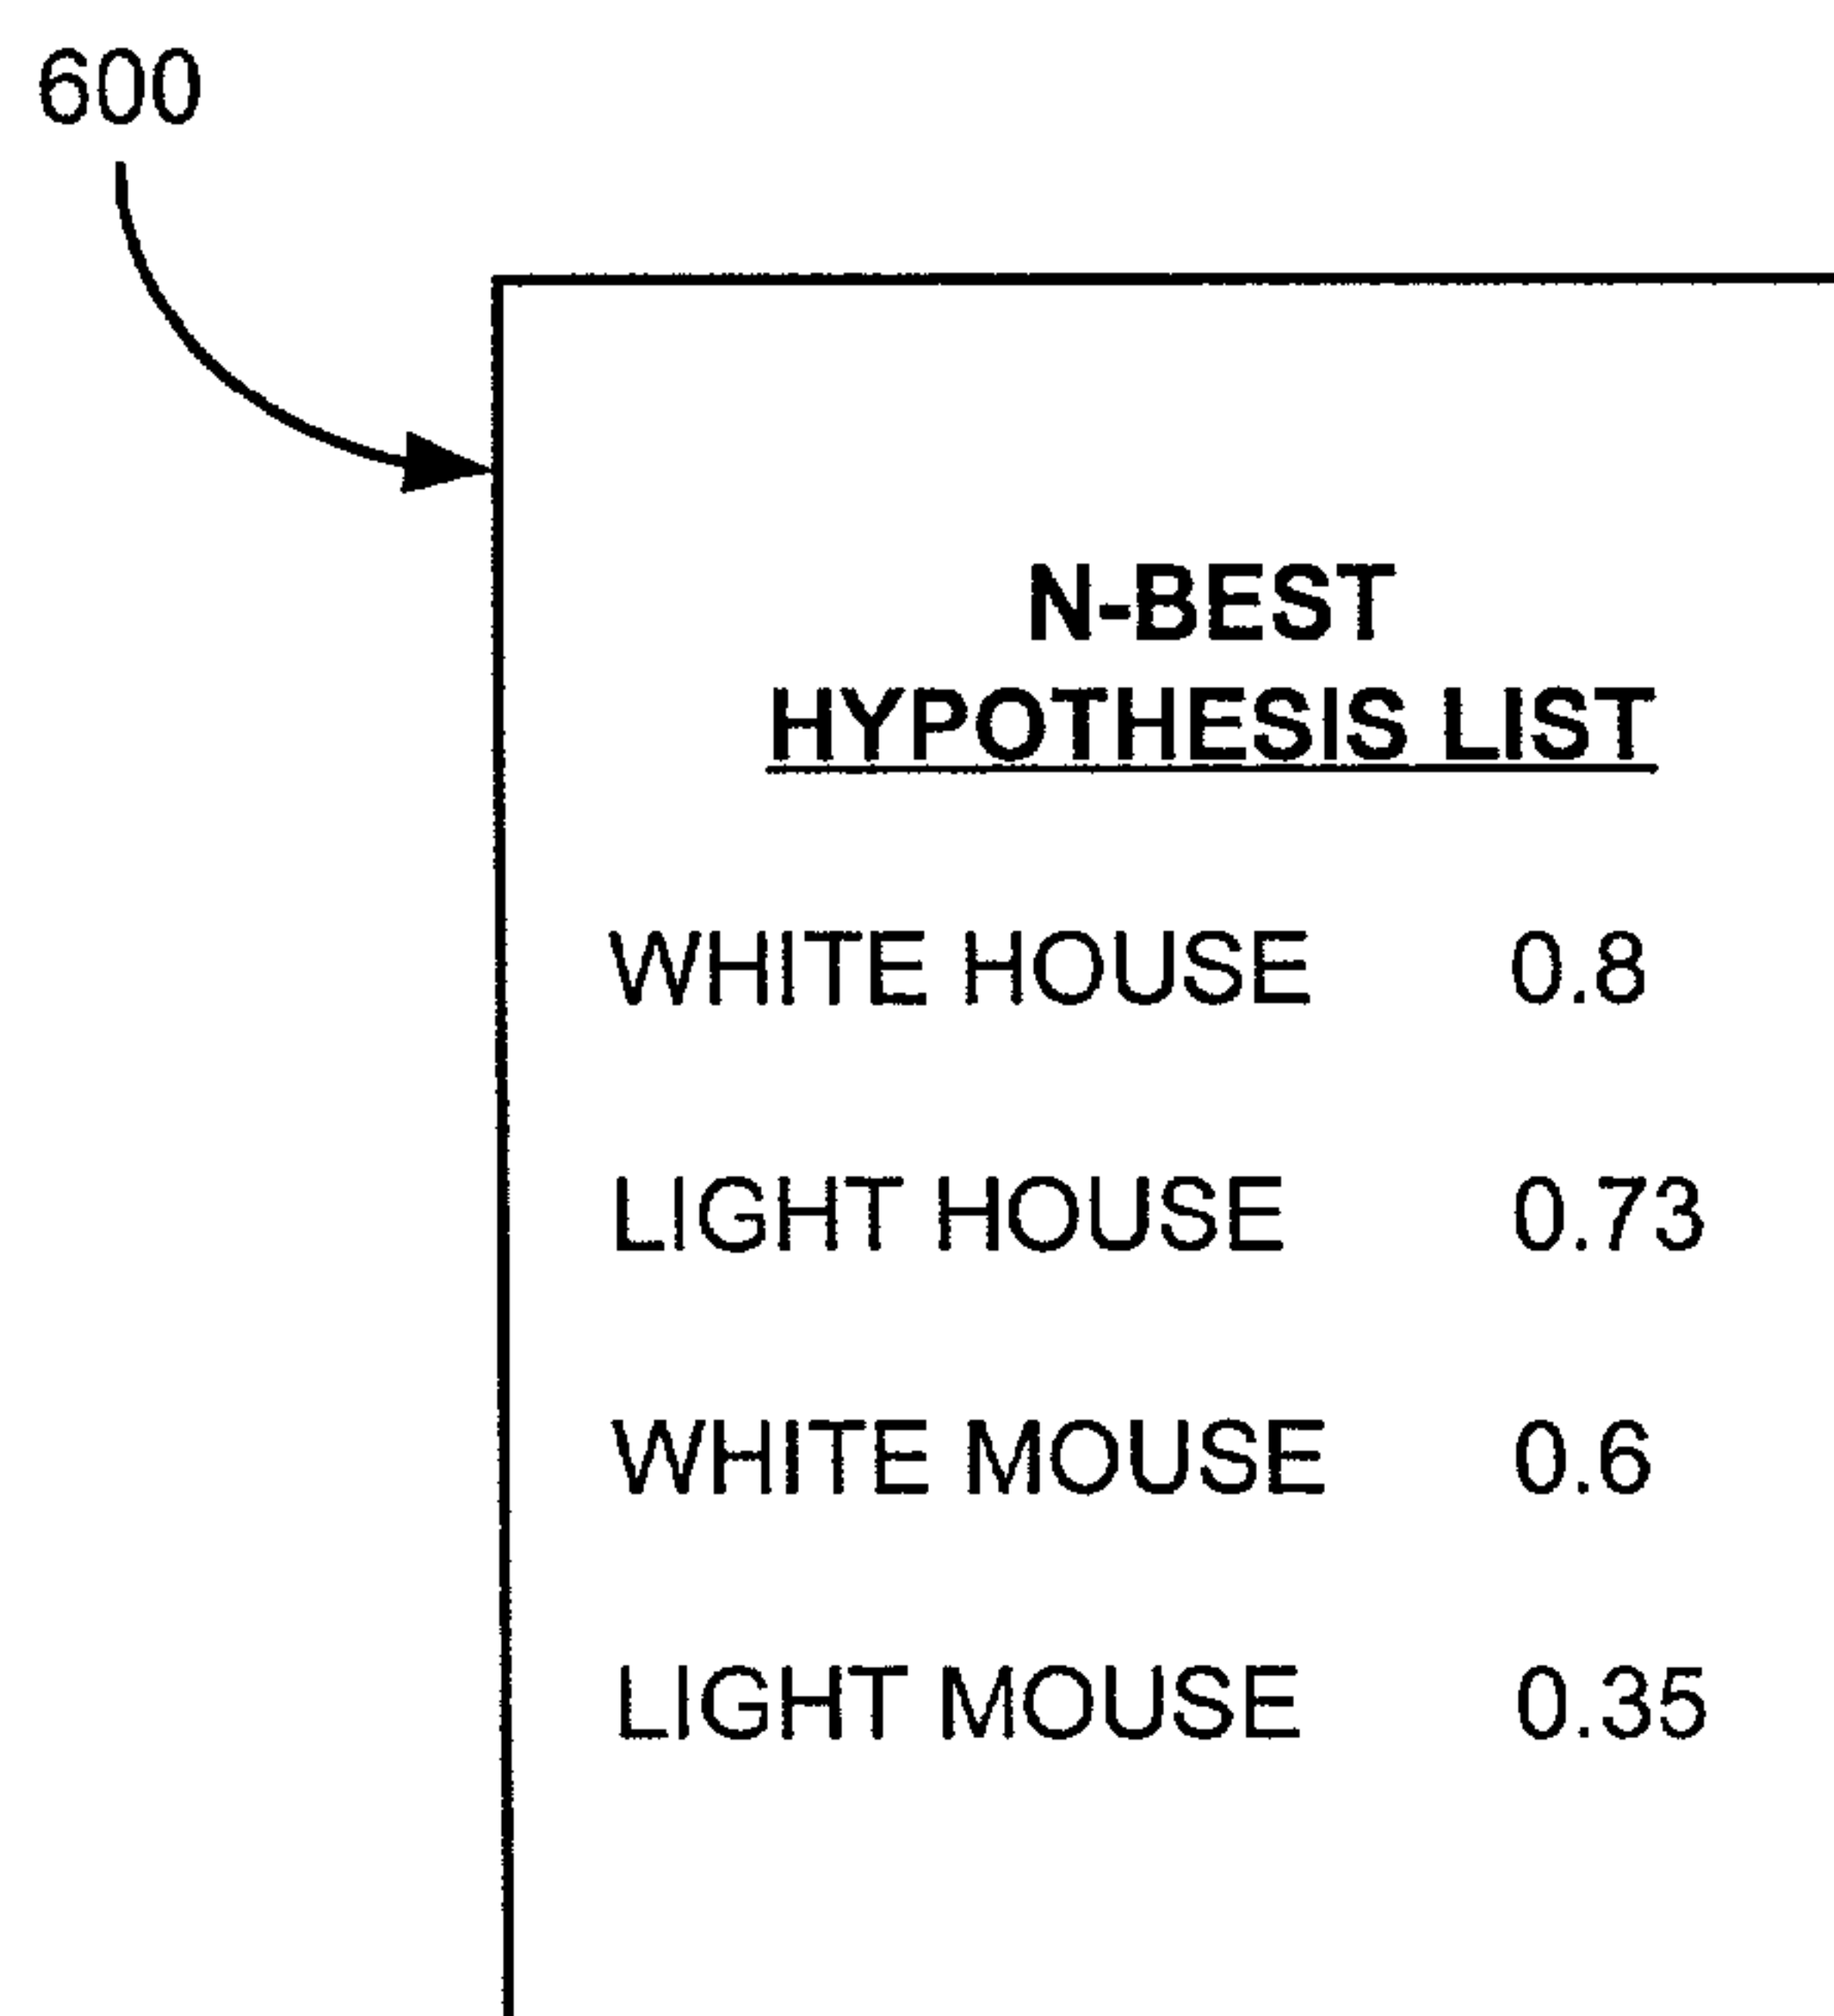 600
N-BEST
HYPOTHESIS LIST
WHITE HOUSE 0.8
LIGHT HOUSE 0.73
WHITE MOUSE 0.6
LIGHT MOUSE 0.35